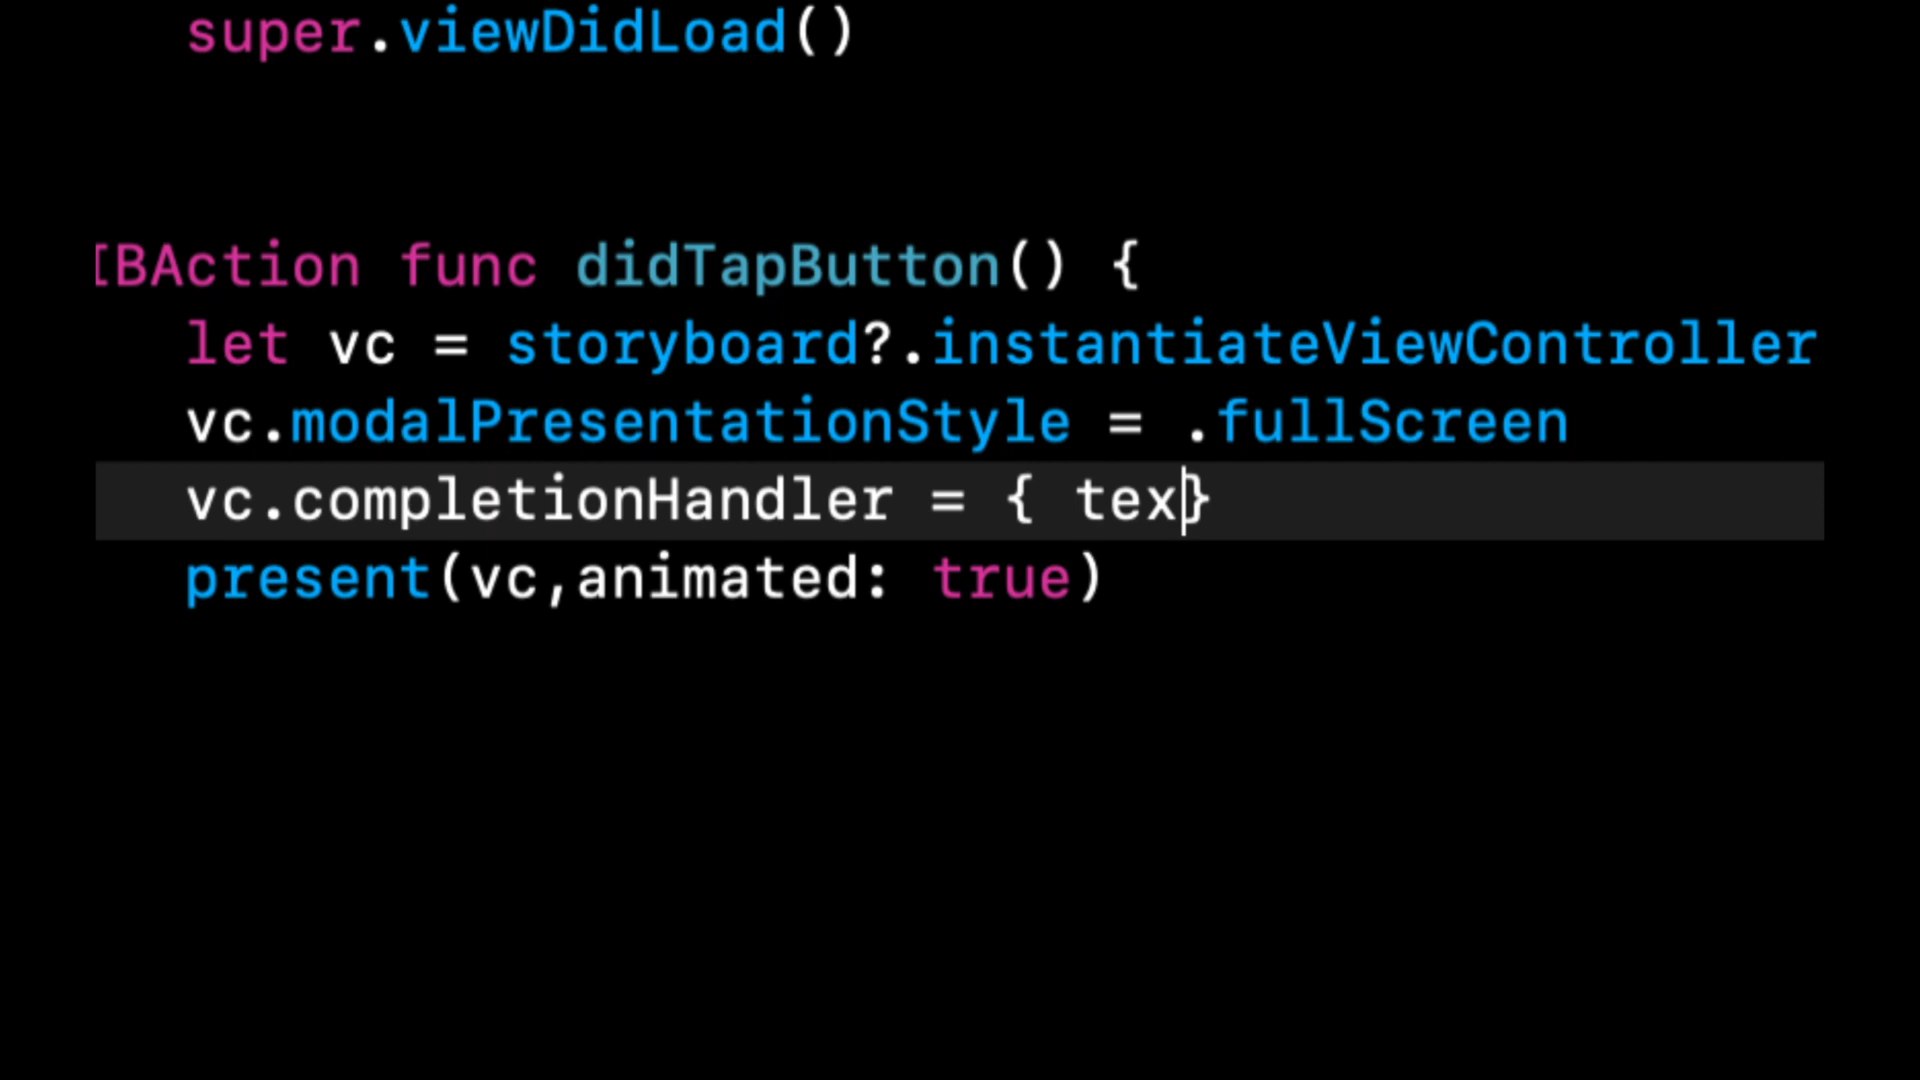 super.viewDidLoad()
IBAction func didTapButton() {
let vc = storyboard?.instantiateViewController
vc.modalPresentationStyle = .fullScreen
vc.completionHandler = { tex}
present(vc,animated: true)